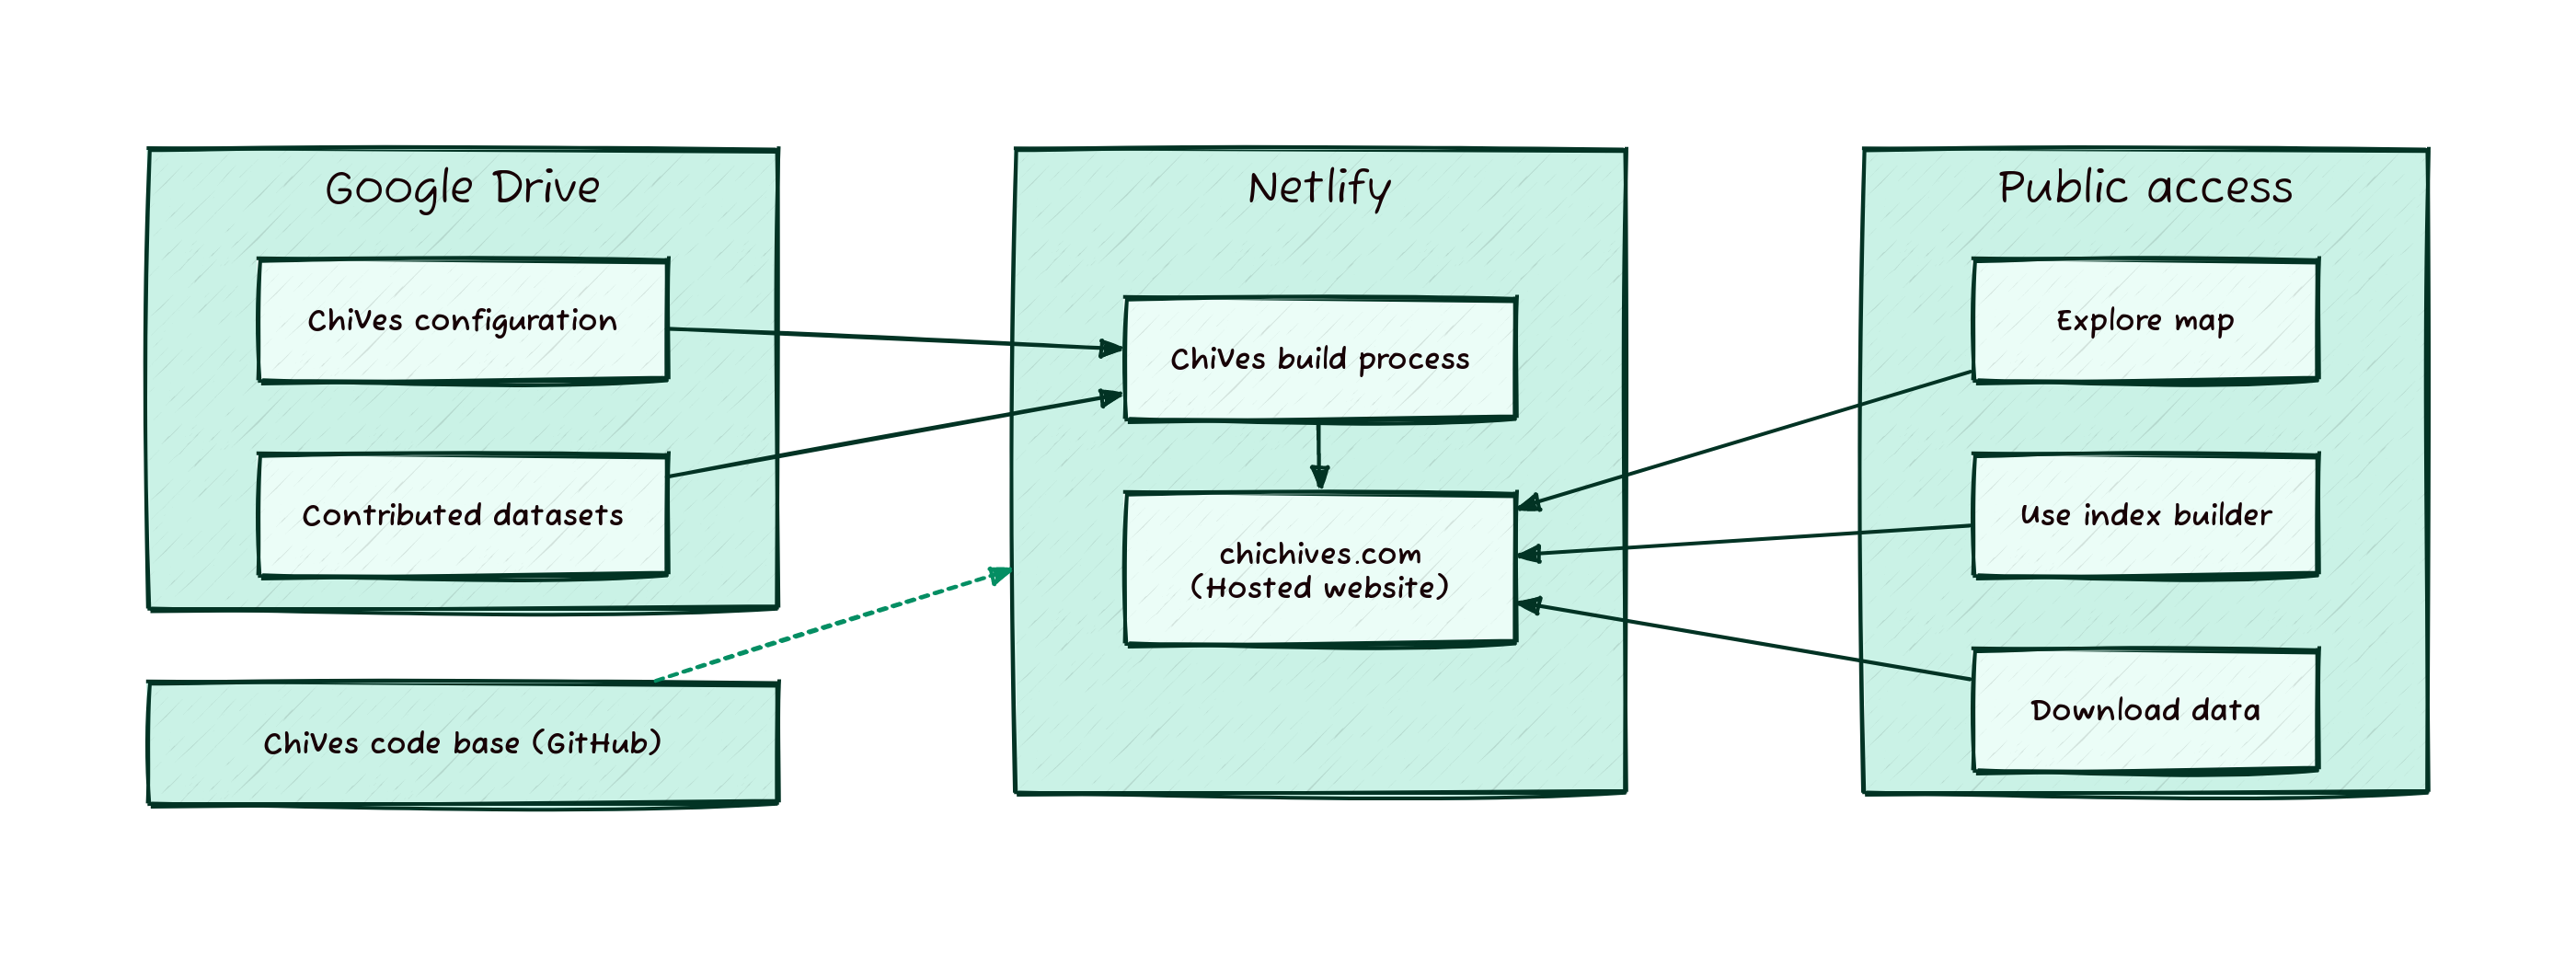 Google Drive
ChiVes configuration
Contributed datasets
ChiVes code base (GitHub)
Netlify
ChiVes build process
chichives.com
(Hosted website)
Public access
Explore map
Use index builder
Download data